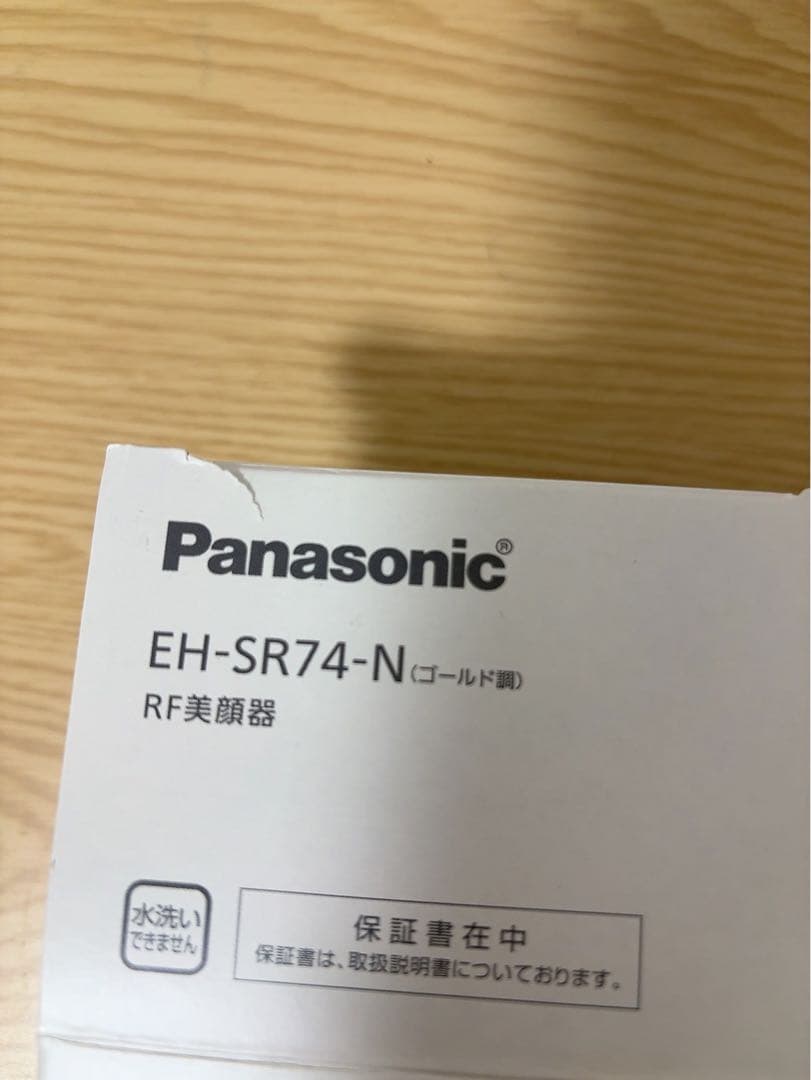 Panasonic®
EH-SR74-N(ゴールド調)
RF美顔器
水洗い
できません
保証書在中
保証書は、取扱説明書についております。